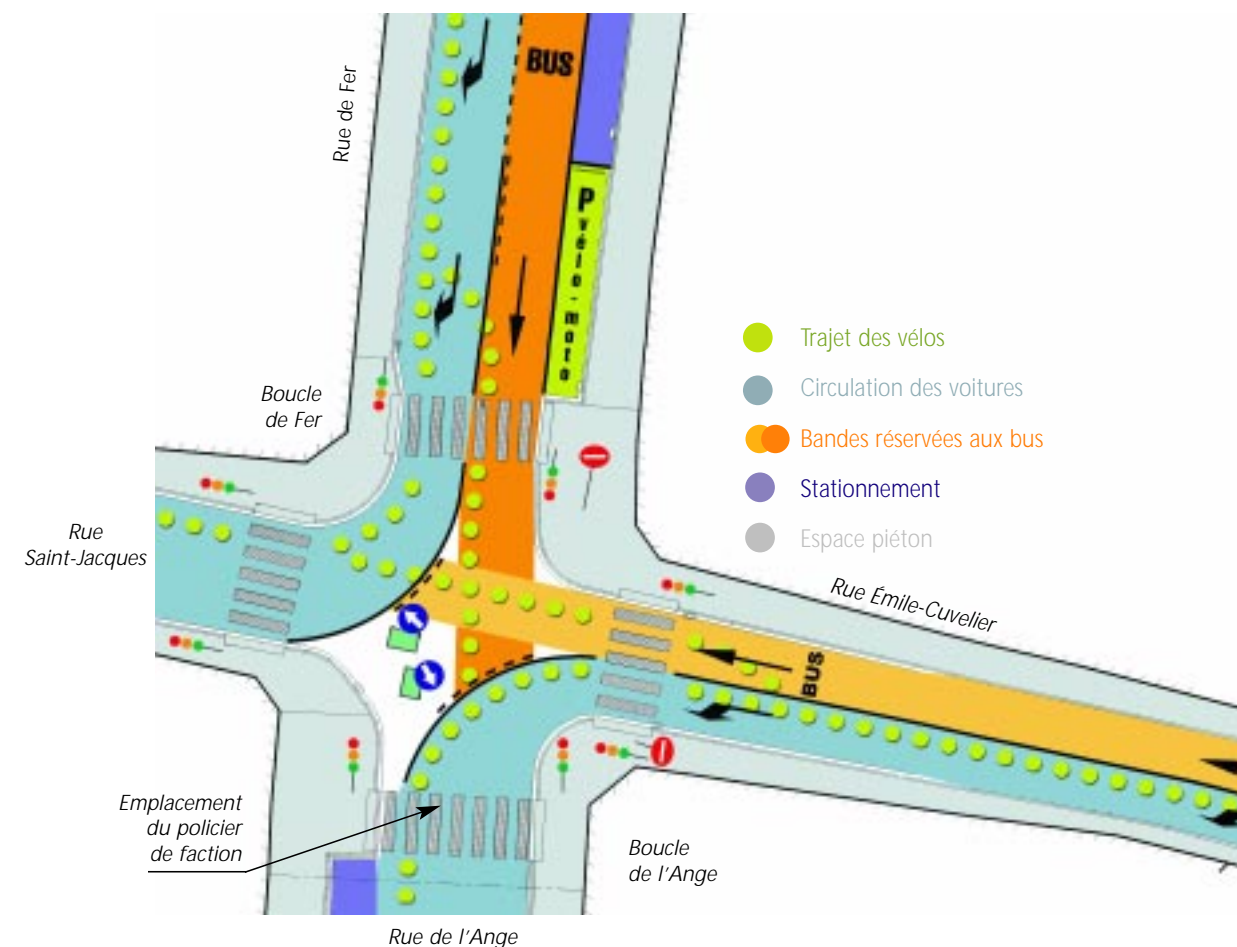 BUS
Rue de Fer
P
vélo-moto
Trajet des vélos
Circulation des voitures
Boucle
de Fer
Bandes réservées aux bus
Stationnement
Rue
Saint-Jacques
Espace piéton
Rue Émile-Cuvelier
BUS
Emplacement
du policier
de faction
Boucle
de l'Ange
Rue de l'Ange